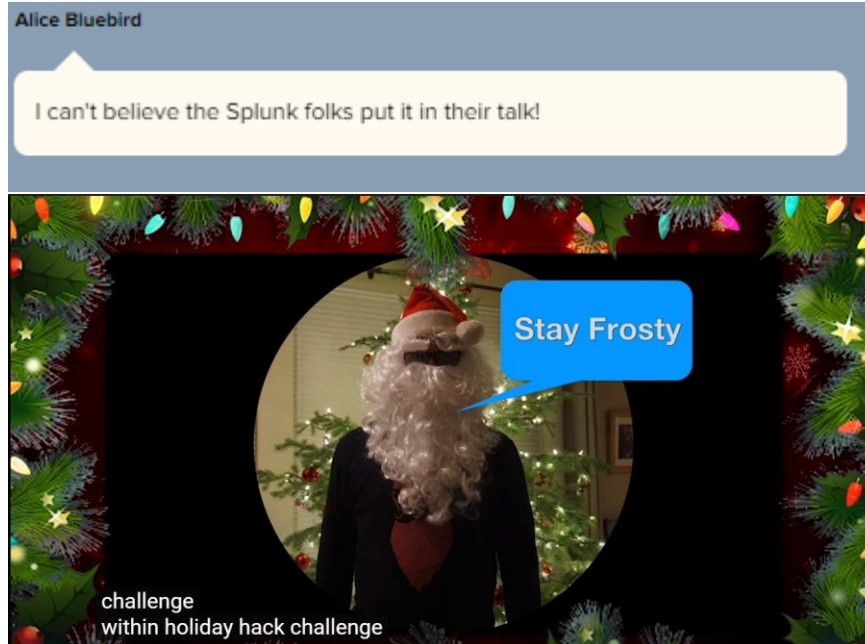 Alice Bluebird
I can't believe the Splunk folks put it in their talk!
Stay Frosty
challenge
within holiday hack challenge